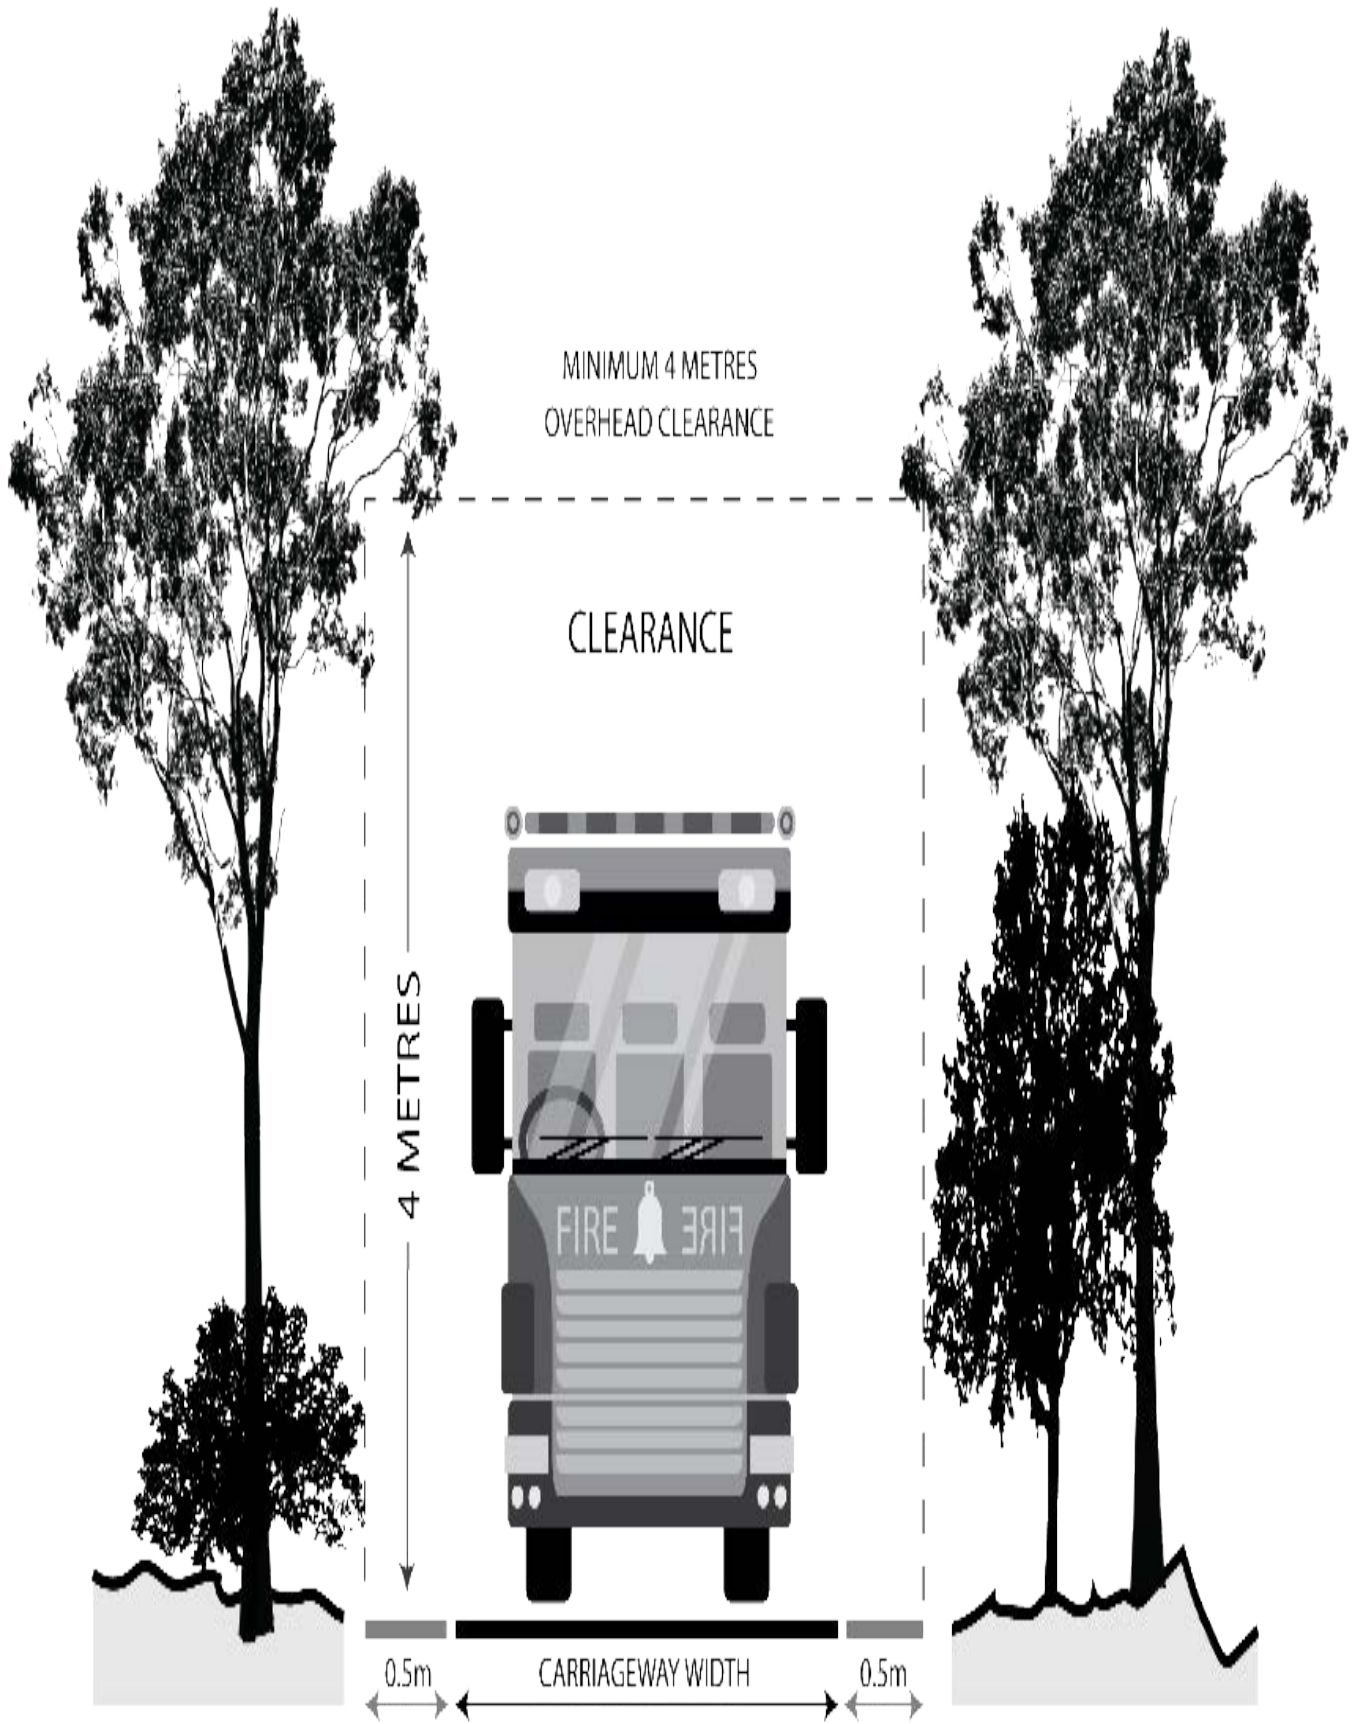 MINIMUM 4 METRES
OVERHEAD CLEARANCE
CLEARANCE
4 METRES
FIRE FIRE
0.5m
CARRIAGEWAY WIDTH
0.5m